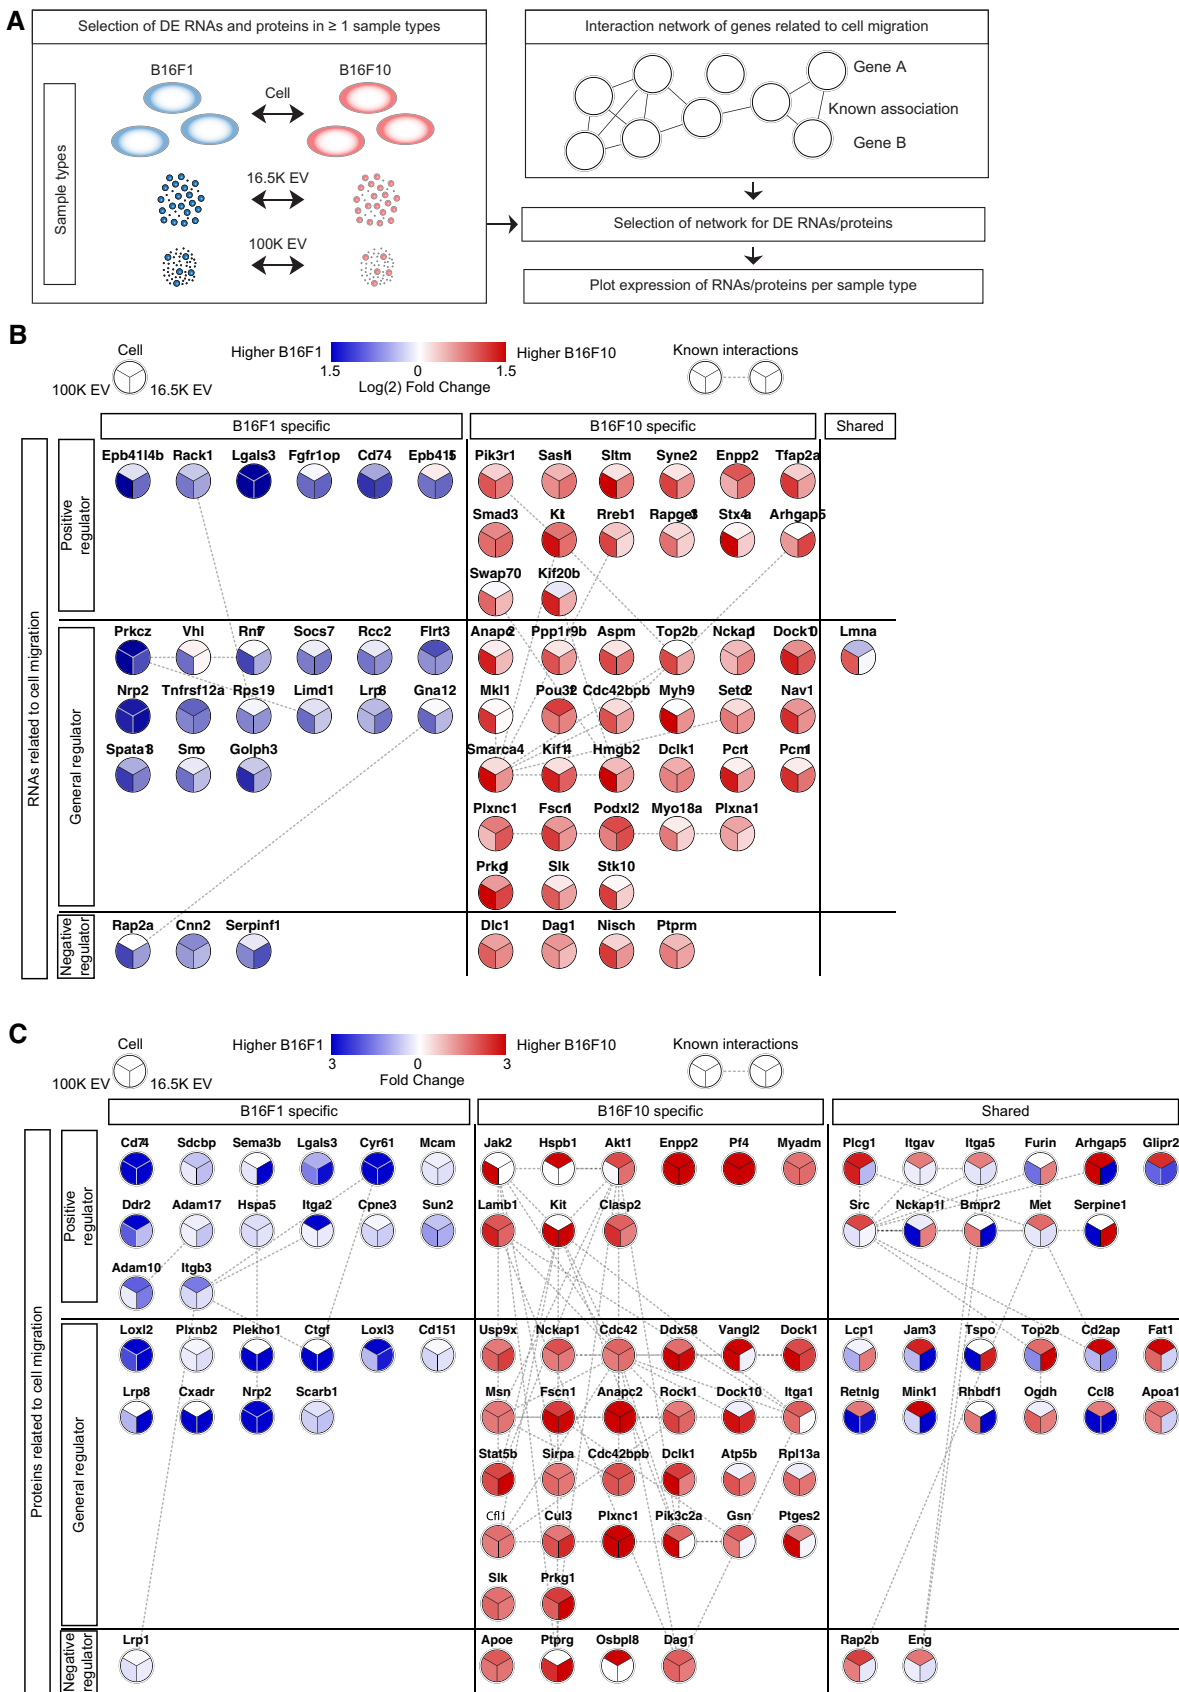 A
Selection of DE RNAs and proteins in ≥ 1 sample types
Interaction network of genes related to cell migration
B16F1
B16F10
Cell
Sample types
16.5K EV
100K EV
Gene A
Known association
Gene B
Selection of network for DE RNAs/proteins
Plot expression of RNAs/proteins per sample type
B
Cell
100K EV
16.5K EV
Higher B16F1
Higher B16F10
1.5
0
1.5
Log(2) Fold Change
Known interactions
B16F1 specific
B16F10 specific
Shared
RNAs related to cell migration
Positive regulator
Epb41l4b Rack1 Lgals3 Fgfr1op Cd74 Epb41l5
Pik3r1 Sash1 Sltm Syne2 Enpp2 Tfap2a
Smad3 Kit Rreb1 Rapgef3 Stx4a Arhgap5
Swap70 Kif20b
General regulator
Prkcz Vhl Rnf7 Socs7 Rcc2 Flrt3
Anapc2 Ppp1r9b Aspm Top2b Nckap1 Dock10
Lmna
Nrp2 Tnfrsf12a Rps19 Limd1 Lrp8 Gna12
Mkl1 Pou3f2 Cdc42bpb Myh9 Setd2 Nav1
Spata13 Smo Golph3
Smarca4 Kif14 Hmgb2 Dclk1 Pcnt Pcm1
Plxnc1 Fscn1 Podxl2 Myo18a Plxna1
Prkg1 Slk Stk10
Negative regulator
Rap2a Cnn2 Serpinf1
Dlc1 Dag1 Nisch Ptprm
C
Cell
100K EV
16.5K EV
Higher B16F1
Higher B16F10
3
0
3
Fold Change
Known interactions
B16F1 specific
B16F10 specific
Shared
Proteins related to cell migration
Positive regulator
Cd74 Sdcbp Sema3b Lgals3 Cyr61 Mcam
Jak2 Hspb1 Akt1 Enpp2 Pf4 Myadm
Plcg1 Itgav Itga5 Furin Arhgap5 Glipr2
Ddr2 Adam17 Hspa5 Itga2 Cpne3 Sun2
Lamb1 Kit Clasp2
Src Nckap1l Bmpr2 Met Serpine1
Adam10 Itgb3
General regulator
Loxl2 Plxnb2 Plekho1 Ctgf Loxl3 Cd151
Usp9x Nckap1 Cdc42 Ddx58 Vangl2 Dock1
Lcp1 Jam3 Tspo Top2b Cd2ap Fat1
Lrp8 Cxadr Nrp2 Scarb1
Msn Fscn1 Anapc2 Rock1 Dock10 Itga1
Retnlg Mink1 Rhbdf1 Ogdh Ccl8 Apoa1
Stat5b Sirpa Cdc42bpb Dclk1 Atp5b Rpl13a
Cfl1 Cul3 Plxnc1 Pik3c2a Gsn Ptges2
Slk Prkg1
Negative regulator
Lrp1
Apoe Ptprg Osbpl8 Dag1
Rap2b Eng